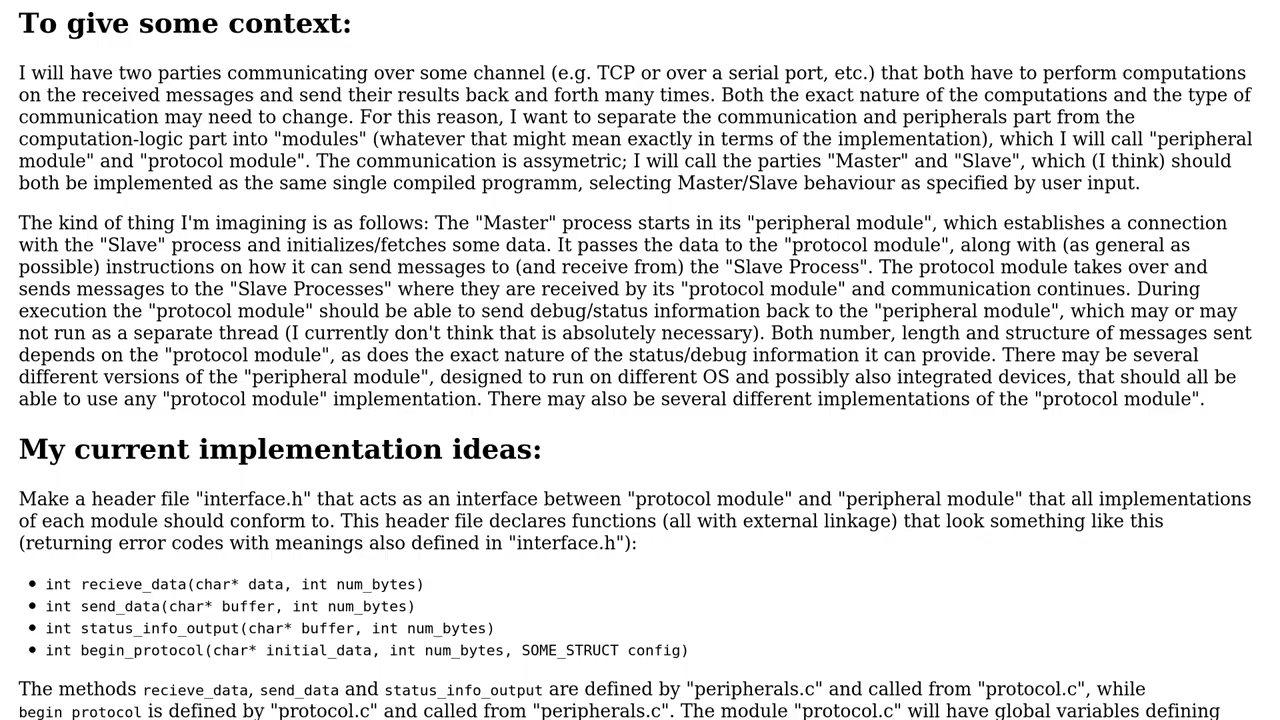 To give some context:
I will have two parties communicating over some channel (e.g. TCP or over a serial port, etc.) that both have to perform computations
on the received messages and send their results back and forth many times. Both the exact nature of the computations and the type of
communication may need to change. For this reason, I want to separate the communication and peripherals part from the
computation-logic part into "modules" (whatever that might mean exactly in terms of the implementation), which I will call "peripheral
module" and "protocol module". The communication is assymetric; I will call the parties "Master" and "Slave", which (I think) should
both be implemented as the same single compiled programm, selecting Master/Slave behaviour as specified by user input.
The kind of thing I'm imagining is as follows: The "Master" process starts in its "peripheral module", which establishes a connection
with the "Slave" process and initializes/fetches some data. It passes the data to the "protocol module", along with (as general as
possible) instructions on how it can send messages to (and receive from) the "Slave Process". The protocol module takes over and
sends messages to the "Slave Processes" where they are received by its "protocol module" and communication continues. During
execution the "protocol module" should be able to send debug/status information back to the "peripheral module", which may or may
not run as a separate thread (I currently don't think that is absolutely necessary). Both number, length and structure of messages sent
depends on the "protocol module", as does the exact nature of the status/debug information it can provide. There may be several
different versions of the "peripheral module", designed to run on different OS and possibly also integrated devices, that should all be
able to use any "protocol module" implementation. There may also be several different implementations of the "protocol module".
My current implementation ideas:
Make a header file "interface.h" that acts as an interface between "protocol module" and "peripheral module" that all implementations
of each module should conform to. This header file declares functions (all with external linkage) that look something like this
(returning error codes with meanings also defined in "interface.h"):
• int recieve_data(char* data, int num_bytes)
• int send_data(char* buffer, int num_bytes)
• int status_info_output(char* buffer, int num_bytes)
• int begin_protocol(char* initial_data, int num_bytes, SOME_STRUCT config)
The methods recieve_data, send_data and status_info_output are defined by "peripherals.c" and called from "protocol.c", while
begin_protocol is defined by "protocol.c" and called from "peripherals.c". The module "protocol.c" will have global variables defining